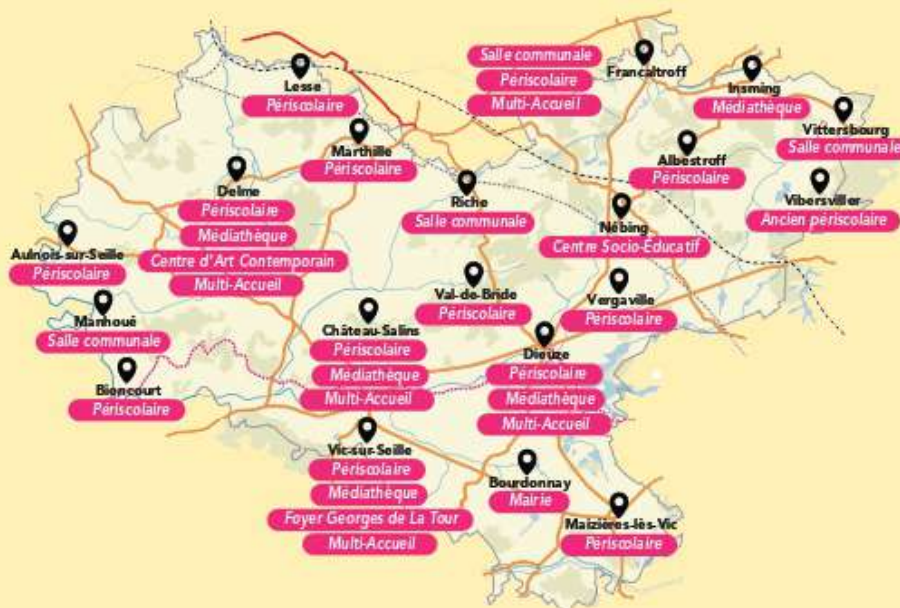 Lesse
Périscolaire
Salle communale
Périscolaire
Multi-Accueil
Francaltroff
Insming
Médiathèque
Vittersbourg
Salle communale
Marthille
Périscolaire
Albestroff
Périscolaire
Delme
Périscolaire
Médiathèque
Centre d'Art Contemporain
Multi-Accueil
Riche
Salle communale
Vibersviller
Ancien périscolaire
Nébing
Centre Socio-Educatif
Aulnois-sur-Seille
Périscolaire
Manhoué
Salle communale
Val-de-Bride
Périscolaire
Vergaville
Périscolaire
Château-Salins
Périscolaire
Médiathèque
Multi-Accueil
Dieuze
Périscolaire
Médiathèque
Multi-Accueil
Bioncourt
Périscolaire
Vic-sur-Seille
Périscolaire
Médiathèque
Foyer Georges de La Tour
Multi-Accueil
Bourdonnay
Mairie
Maizières-lès-Vic
Périscolaire